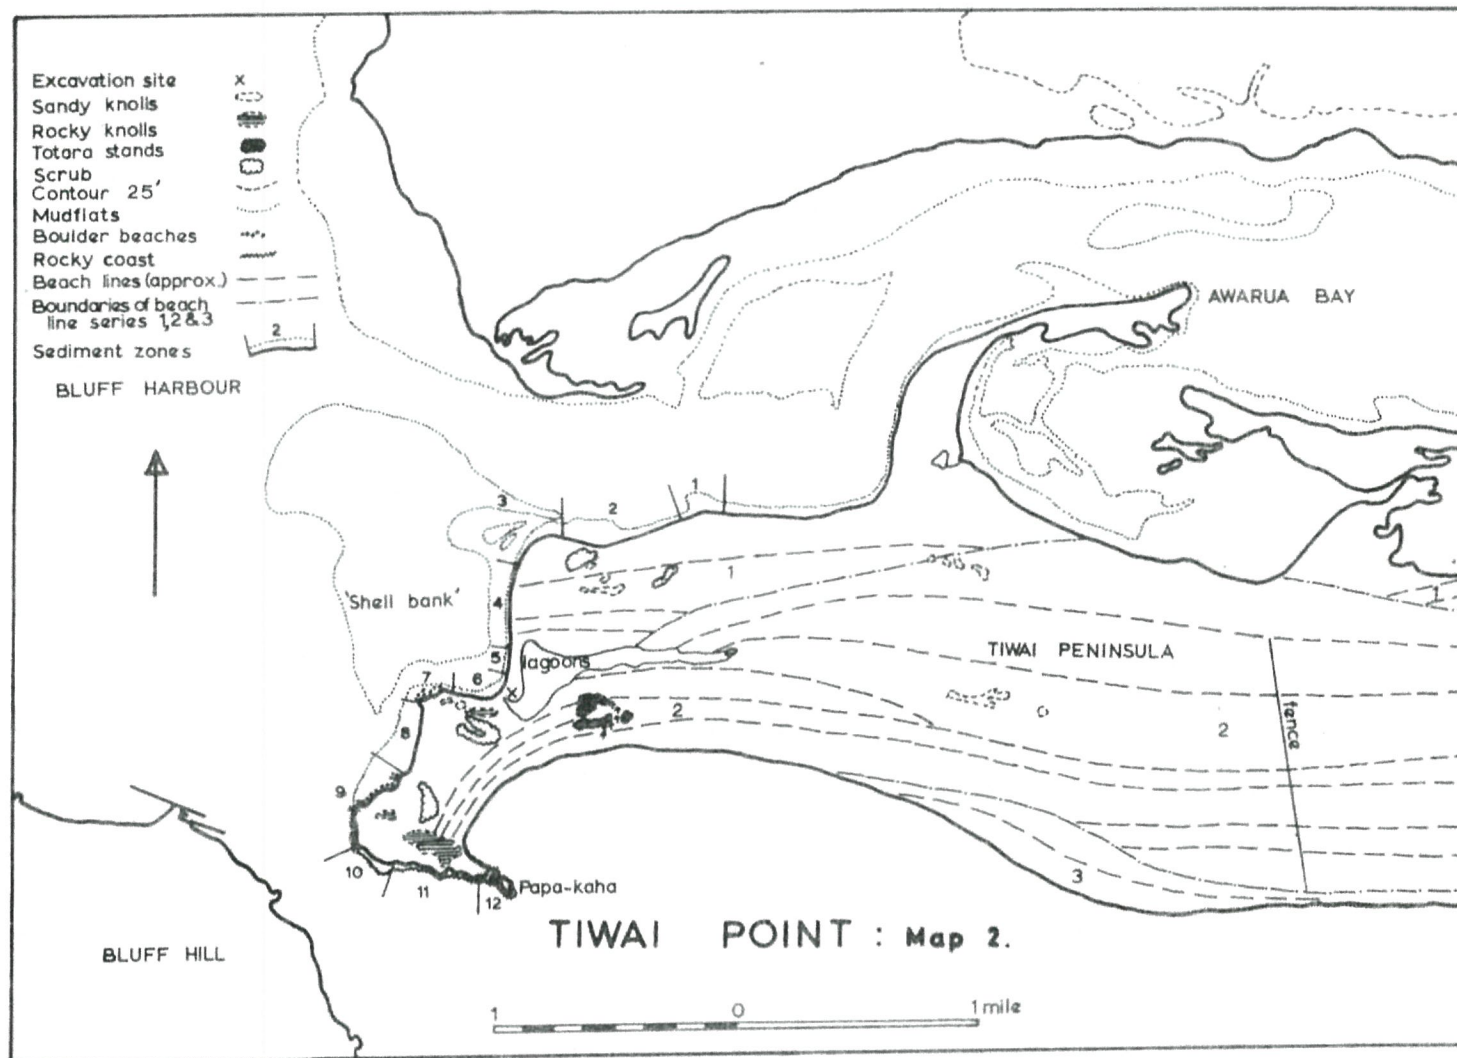 Excavation site x
Sandy knolls
Rocky knolls
Totara stands
Scrub
Contour 25'
Mudflats
Boulder beaches
Rocky coast
Beach lines (approx.)
Boundaries of beach
line series 1,2 & 3
2
Sediment zones
BLUFF HARBOUR
AWARUA BAY
3
2
1
1
'Shell bank'
4
1
5
lagoons
TIWAI PENINSULA
7
6
x
2
2
fence
8
9
10
11
12
Papa-kaha
3
TIWAI POINT : Map 2.
BLUFF HILL
1 0 1 mile